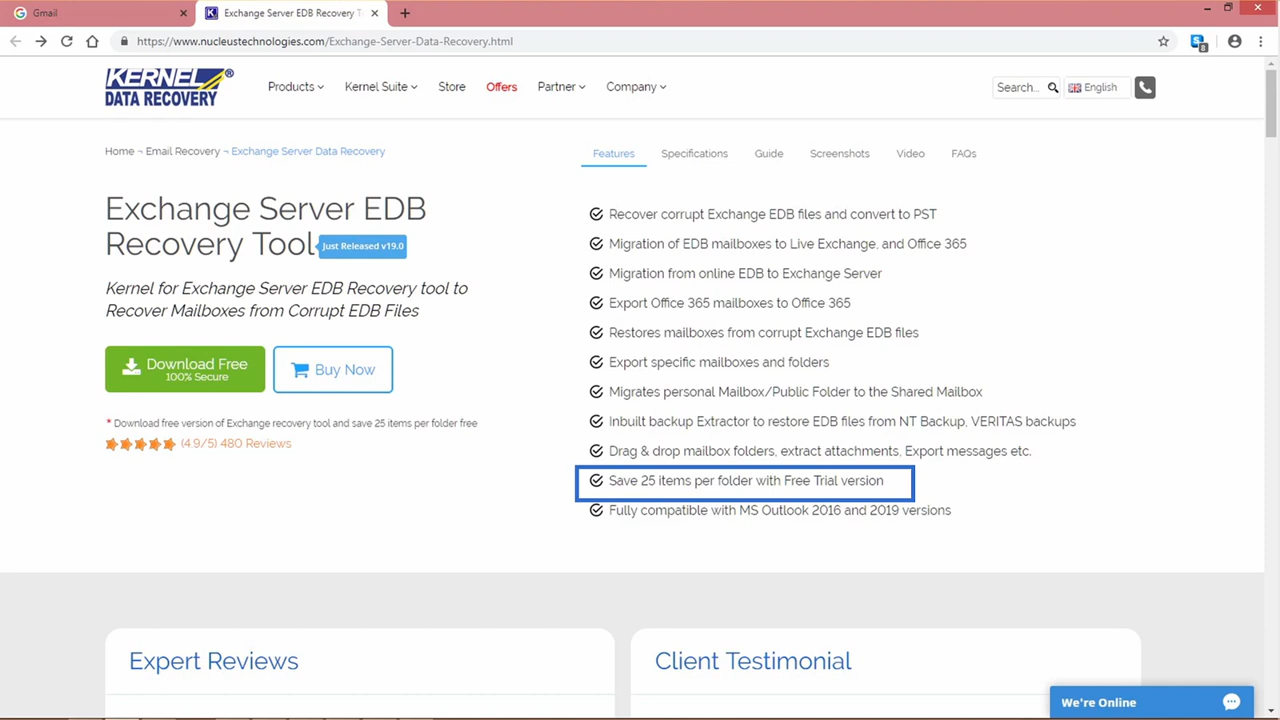 Gmail
Exchange Server EDB Recovery T
https://www.nucleustechnologies.com/Exchange-Server-Data-Recovery.html
8
KERNEL®
DATA RECOVERY
Products
Kernel Suite
Store
Offers
Partner
Company
Search...
English
Home ¬ Email Recovery ¬ Exchange Server Data Recovery
Features
Specifications
Guide
Screenshots
Video
FAQs
Exchange Server EDB
Recovery Tool
Just Released v19.0
Kernel for Exchange Server EDB Recovery tool to
Recover Mailboxes from Corrupt EDB Files
Download Free
100% Secure
Buy Now
* Download free version of Exchange recovery tool and save 25 items per folder free
(4.9/5) 480 Reviews
Recover corrupt Exchange EDB files and convert to PST
Migration of EDB mailboxes to Live Exchange, and Office 365
Migration from online EDB to Exchange Server
Export Office 365 mailboxes to Office 365
Restores mailboxes from corrupt Exchange EDB files
Export specific mailboxes and folders
Migrates personal Mailbox/Public Folder to the Shared Mailbox
Inbuilt backup Extractor to restore EDB files from NT Backup, VERITAS backups
Drag & drop mailbox folders, extract attachments, Export messages etc.
Save 25 items per folder with Free Trial version
Fully compatible with MS Outlook 2016 and 2019 versions
Expert Reviews
Client Testimonial
We're Online